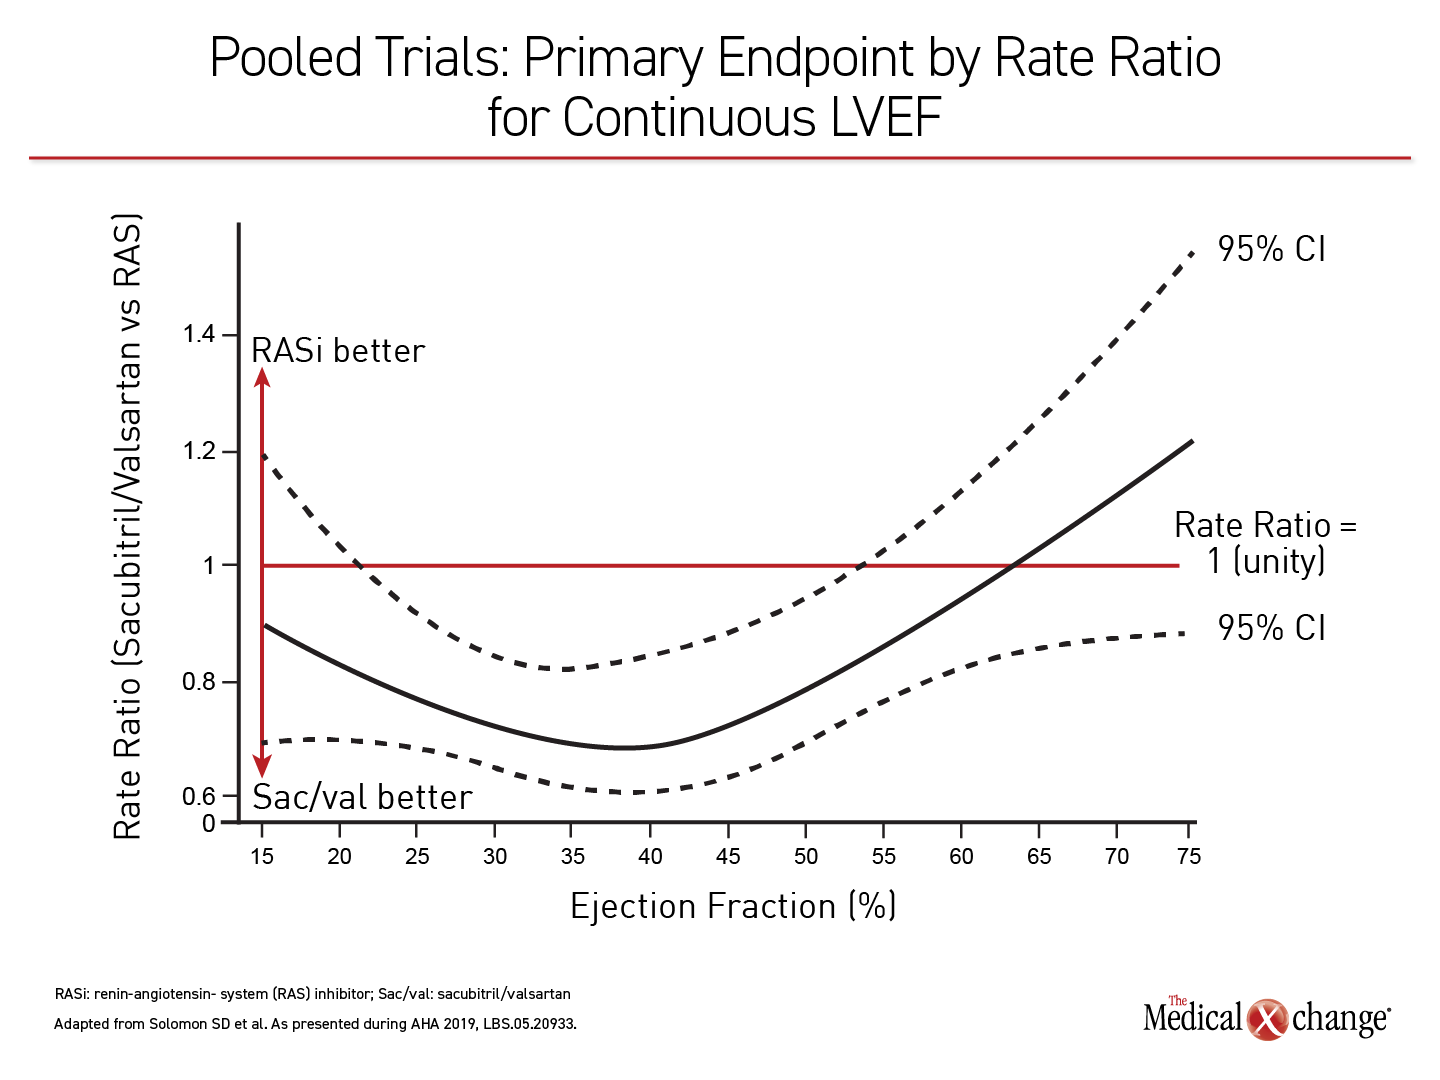 Pooled Trials: Primary Endpoint by Rate Ratio
for Continuous LVEF
Rate Ratio (Sacubitril/Valsartan vs RAS)
1.4
1.2
1
0.8
0.6
0
RASi better
Sac/val better
95% CI
Rate Ratio =
1 (unity)
95% CI
15 20 25 30 35 40 45 50 55 60 65 70 75
Ejection Fraction (%)
RASi: renin-angiotensin- system (RAS) inhibitor; Sac/val: sacubitril/valsartan
Adapted from Solomon SD et al. As presented during AHA 2019, LBS.05.20933.
The
Medical X change®